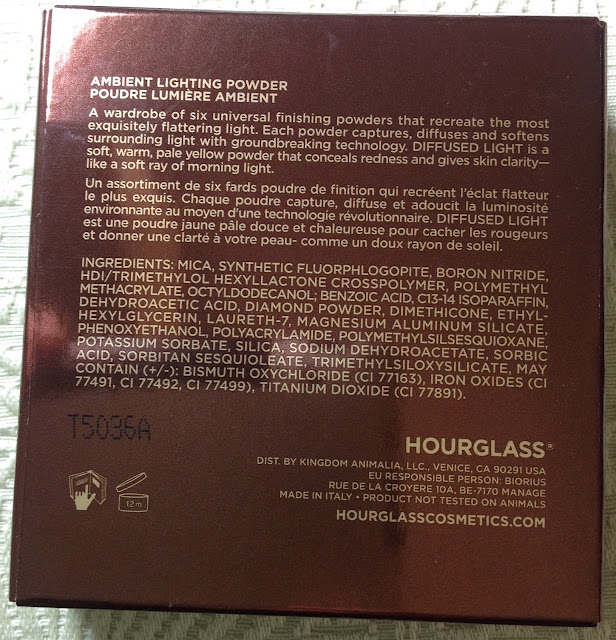 AMBIENT LIGHTING POWDER
POUDRE LUMIÈRE AMBIENT
A wardrobe of six universal finishing powders that recreate the most
exquisitely flattering light. Each powder captures, diffuses and softens
surrounding light with groundbreaking technology. DIFFUSED LIGHT is a
soft, warm, pale yellow powder that conceals redness and gives skin clarity—
like a soft ray of morning light.
Un assortiment de six fards poudre de finition qui recréent l'éclat flatteur
le plus exquis. Chaque poudre capture, diffuse et adoucit la luminosité
environnante au moyen d'une technologie révolutionnaire. DIFFUSED LIGHT
est une poudre jaune pâle douce et chaleureuse pour cacher les rougeurs
et donner une clarté à votre peau- comme un doux rayon de soleil.
INGREDIENTS: MICA, SYNTHETIC FLUORPHLOGOPITE, BORON NITRIDE,
HDI/TRIMETHYLOL HEXYLLACTONE CROSSPOLYMER, POLYMETHYL
METHACRYLATE, OCTYLDODECANOL; BENZOIC ACID, C13-14 ISOPARAFFIN,
DEHYDROACETIC ACID, DIAMOND POWDER, DIMETHICONE, ETHYL-
HEXYLGLYCERIN, LAURETH-7, MAGNESIUM ALUMINUM SILICATE,
PHENOXYETHANOL, POLYACRYLAMIDE, POLYMETHYLSILSESQUIOXANE,
POTASSIUM SORBATE, SILICA, SODIUM DEHYDROACETATE, SORBIC
ACID, SORBITAN SESQUIOLEATE, TRIMETHYLSILOXYSILICATE, MAY
CONTAIN (+/-): BISMUTH OXYCHLORIDE (CI 77163), IRON OXIDES (CI
77491, CI 77492, CI 77499), TITANIUM DIOXIDE (CI 77891).
T5036A
HOURGLASS®
DIST. BY KINGDOM ANIMALIA, LLC., VENICE, CA 90291 USA
EU RESPONSIBLE PERSON: BIORIUS
RUE DE LA CROYERE 10A, BE-7170 MANAGE
MADE IN ITALY • PRODUCT NOT TESTED ON ANIMALS
12 m
HOURGLASSCOSMETICS.COM